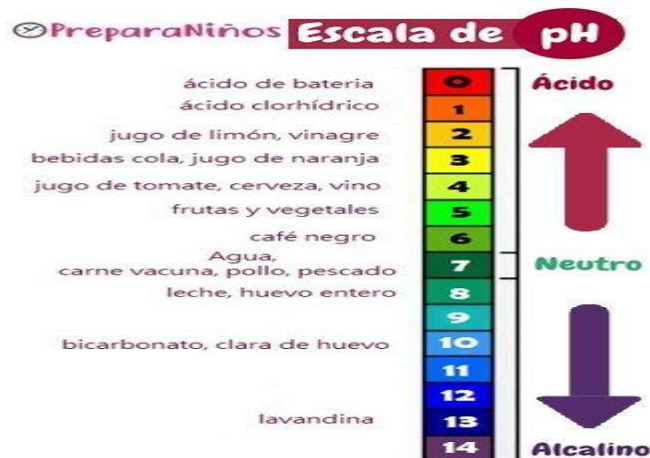 PreparaNiños Escala de pH
ácido de bateria 0 Ácido
ácido clorhídrico 1
jugo de limón, vinagre 2
bebidas cola, jugo de naranja 3
jugo de tomate, cerveza, vino 4
frutas y vegetales 5
café negro 6
Agua,
carne vacuna, pollo, pescado 7 Neutro
leche, huevo entero 8
9
bicarbonato, clara de huevo 10
11
12
lavandina 13
14 Alcalino